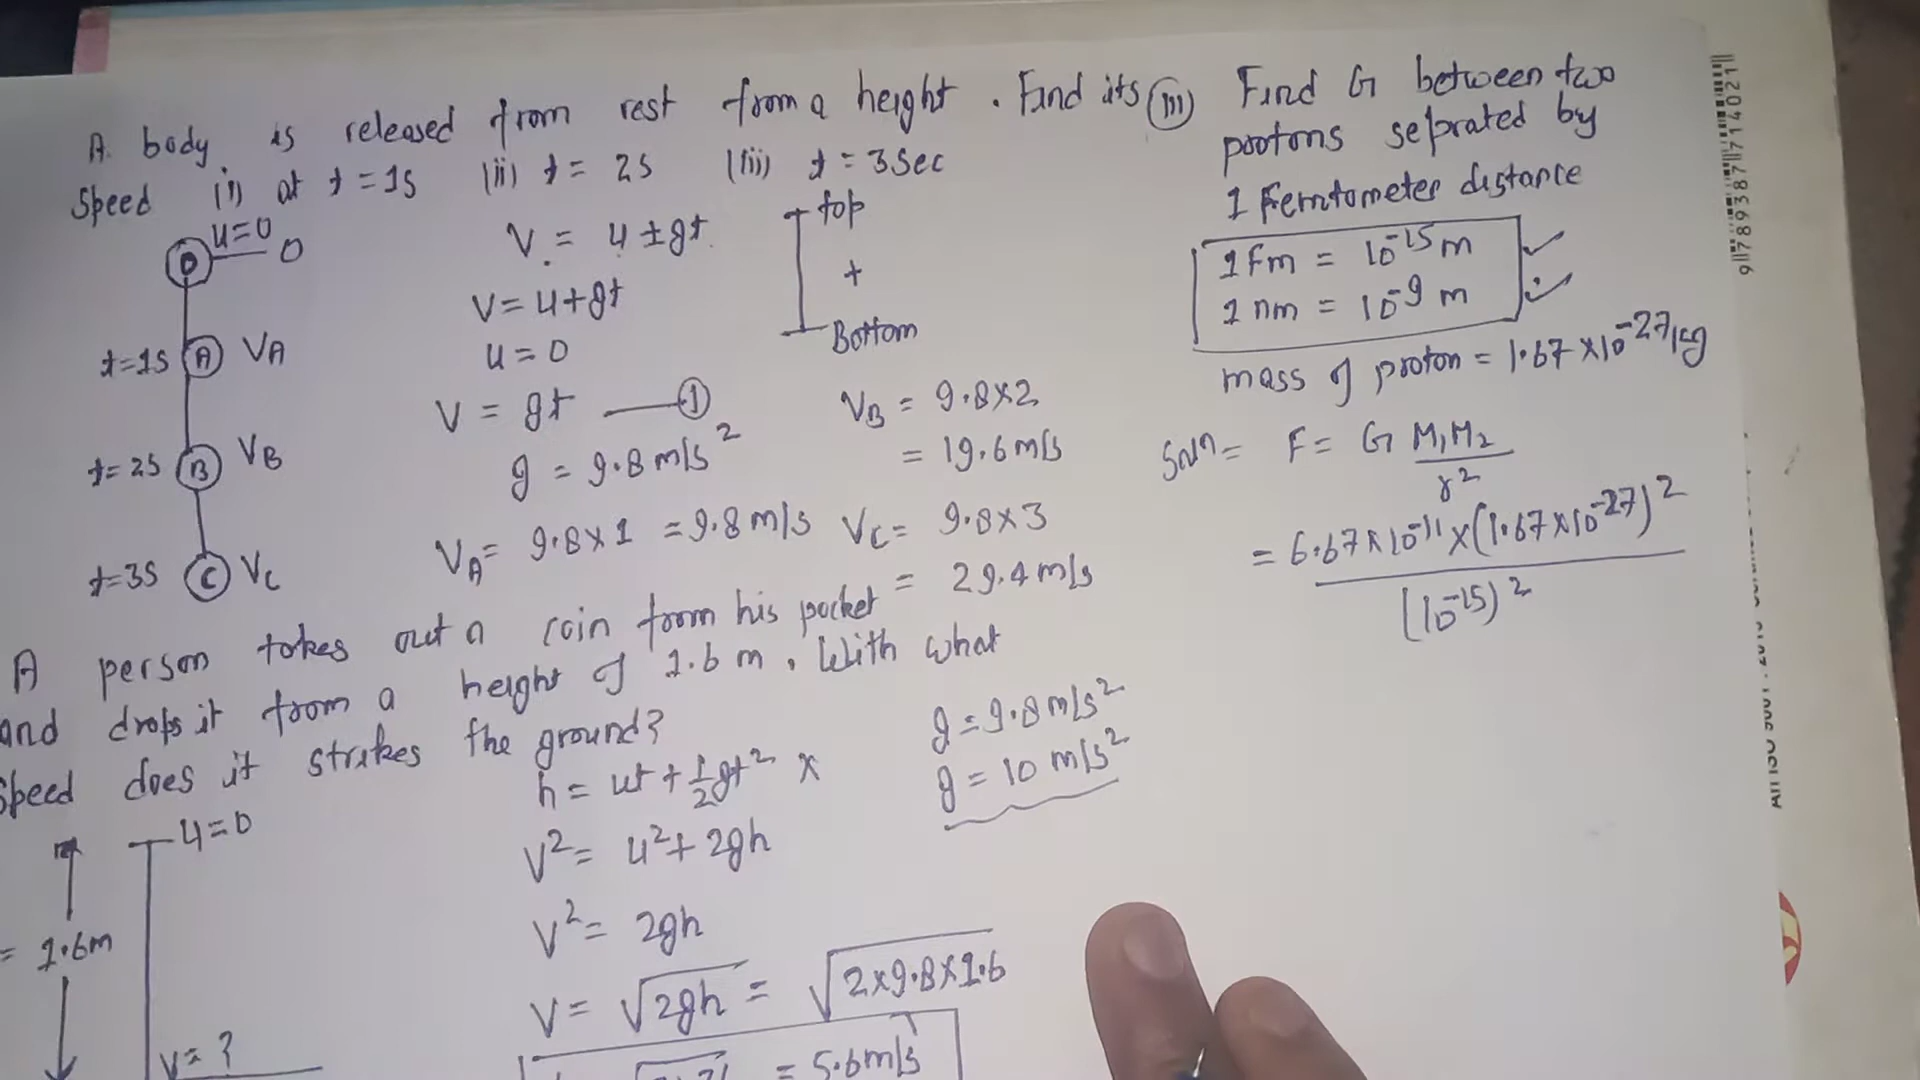 A body is released from rest from a height. Find its
Speed (i) at t = 1s (ii) t = 2s (iii) t = 3sec
u=0
O
0
t=1s A VA
t=2s B VB
t=3s C VC
V = u ± gt
V = u + gt
u = 0
V = gt — 1
g = 9.8 m/s²
VA = 9.8×1 = 9.8 m/s
top
+
Bottom
VB = 9.8×2
= 19.6 m/s
VC = 9.8×3
= 29.4 m/s
A person takes out a coin from his pocket
and drops it from a height of 1.6 m. With what
Speed does it strikes the ground?
u=0
= 1.6m
V = ?
h = ut + 1/2 gt² ×
V² = u² + 2gh
V² = 2gh
V = √2gh = √2×9.8×1.6
= 5.6 m/s
g = 9.8 m/s²
g = 10 m/s²
(iii) Find G between two
protons seprated by
1 Femtometer distance
1 Fm = 10⁻¹⁵ m
1 nm = 10⁻⁹ m
mass of proton = 1.67 × 10⁻²⁷ kg
Solⁿ = F = G M₁M₂ / r²
= 6.67 × 10⁻¹¹ × (1.67 × 10⁻²⁷)² / (10⁻¹⁵)²
9 789387 714021